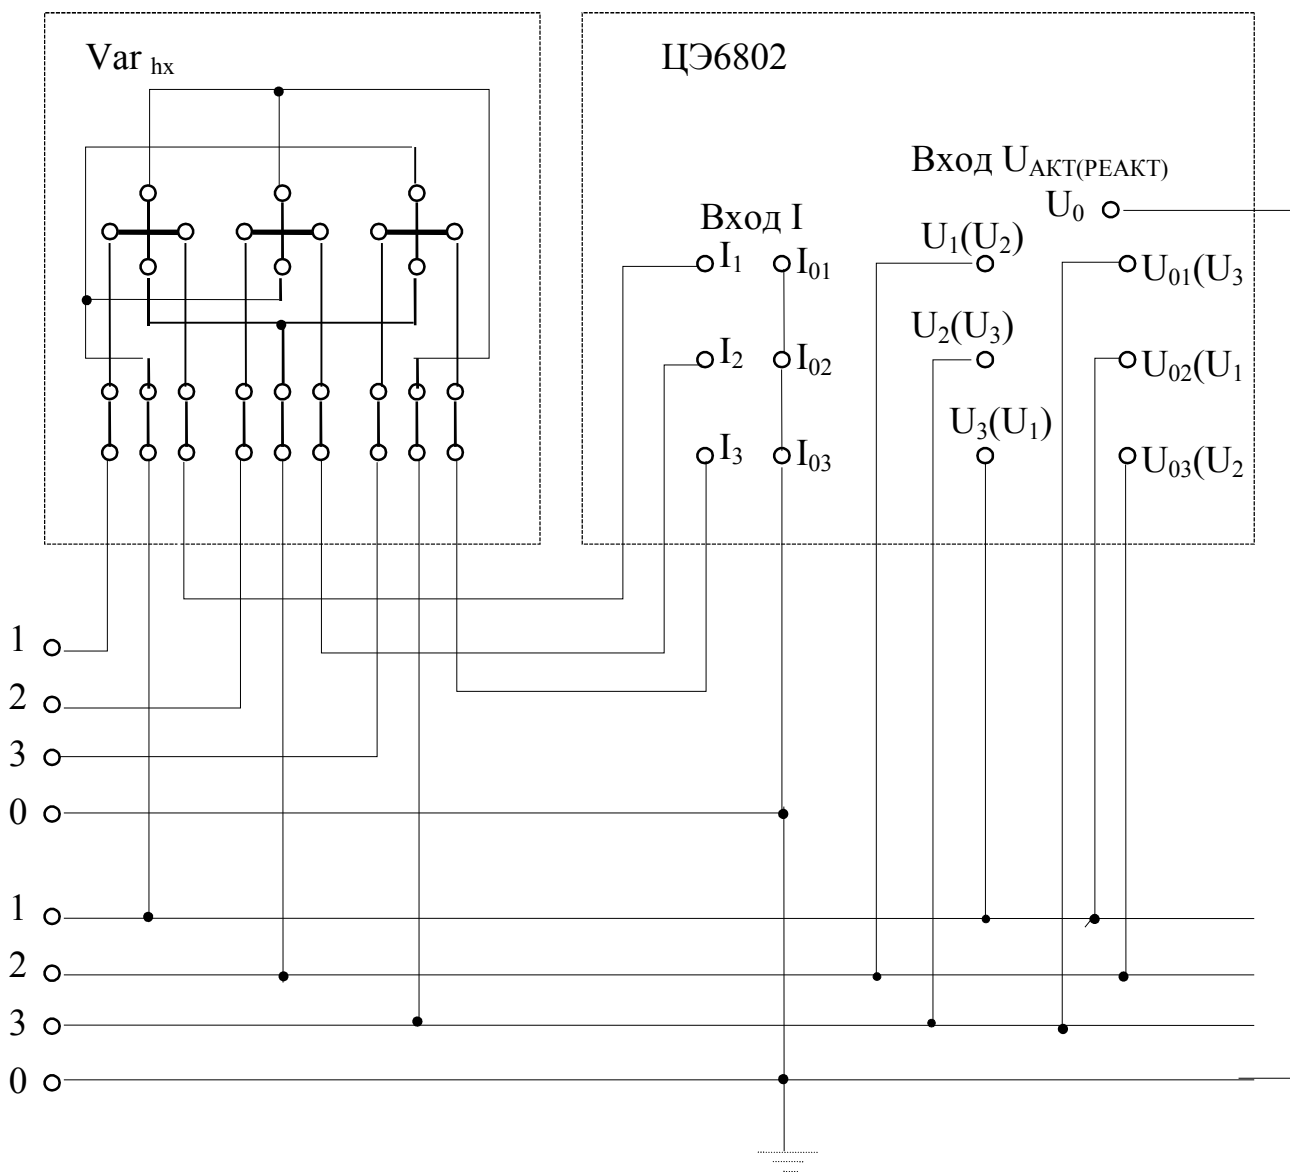 Var hx
ЦЭ6802
Вход U АКТ(РЕАКТ)
U0
Вход I
U1(U2)
I1
I01
U01(U3
U2(U3)
I2
I02
U02(U1
U3(U1)
I3
I03
U03(U2
1
2
3
0
1
2
3
0